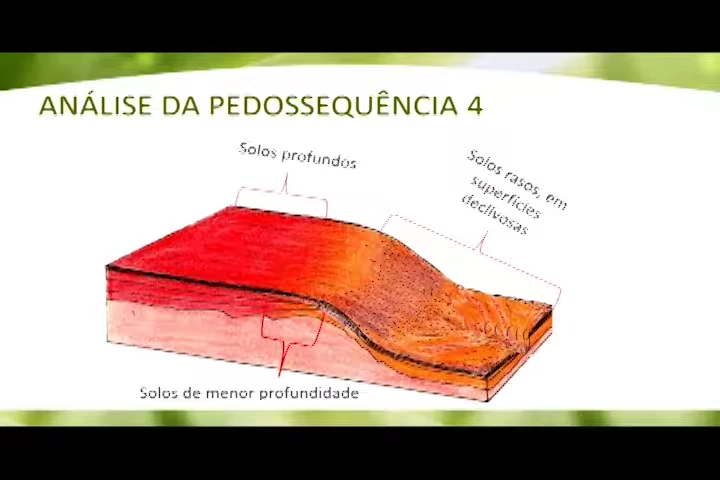 ANÁLISE DA PEDOSSEQUÊNCIA 4
Solos profundos
Solos rasos, em
superfícies
declivosas
Solos de menor profundidade